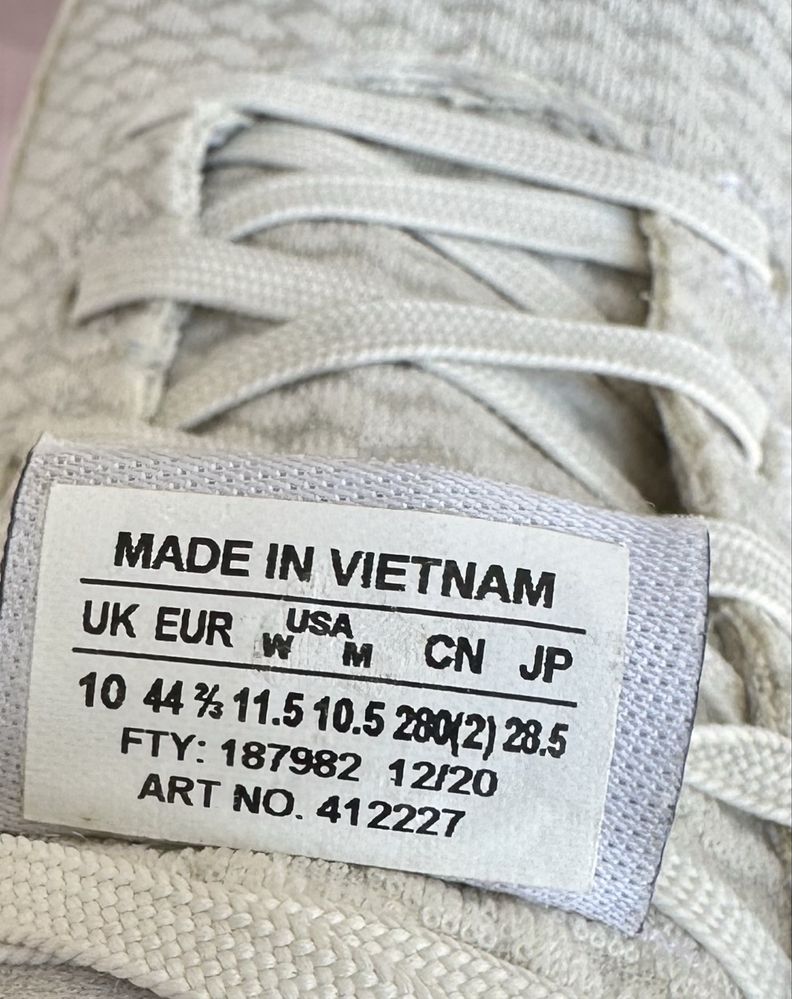 MADE IN VIETNAM
UK EUR USA W M CN JP
10 44 ⅔ 11.5 10.5 280(2) 28.5
FTY: 187982 12/20
ART NO. 412227